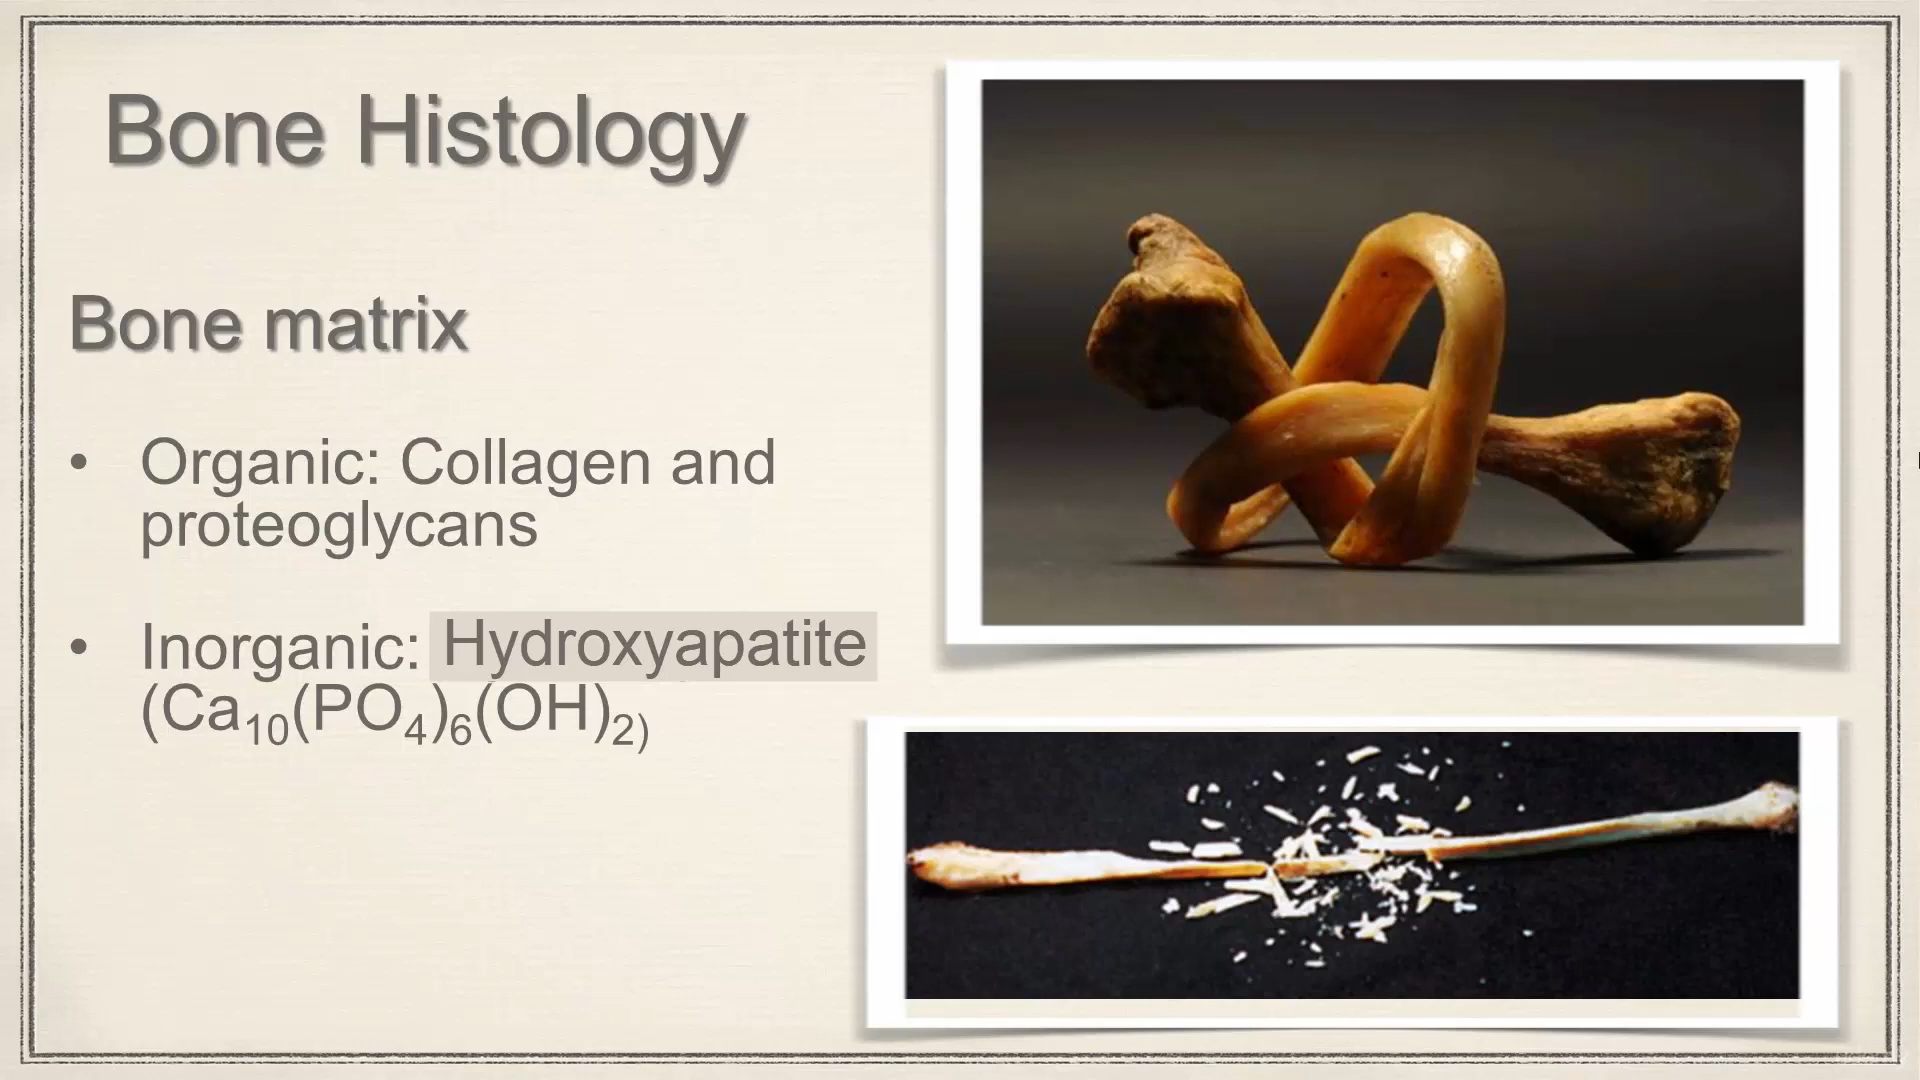 Bone Histology
Bone matrix
• Organic: Collagen and
proteoglycans
• Inorganic: Hydroxyapatite
(Ca₁₀(PO₄)₆(OH)₂₎